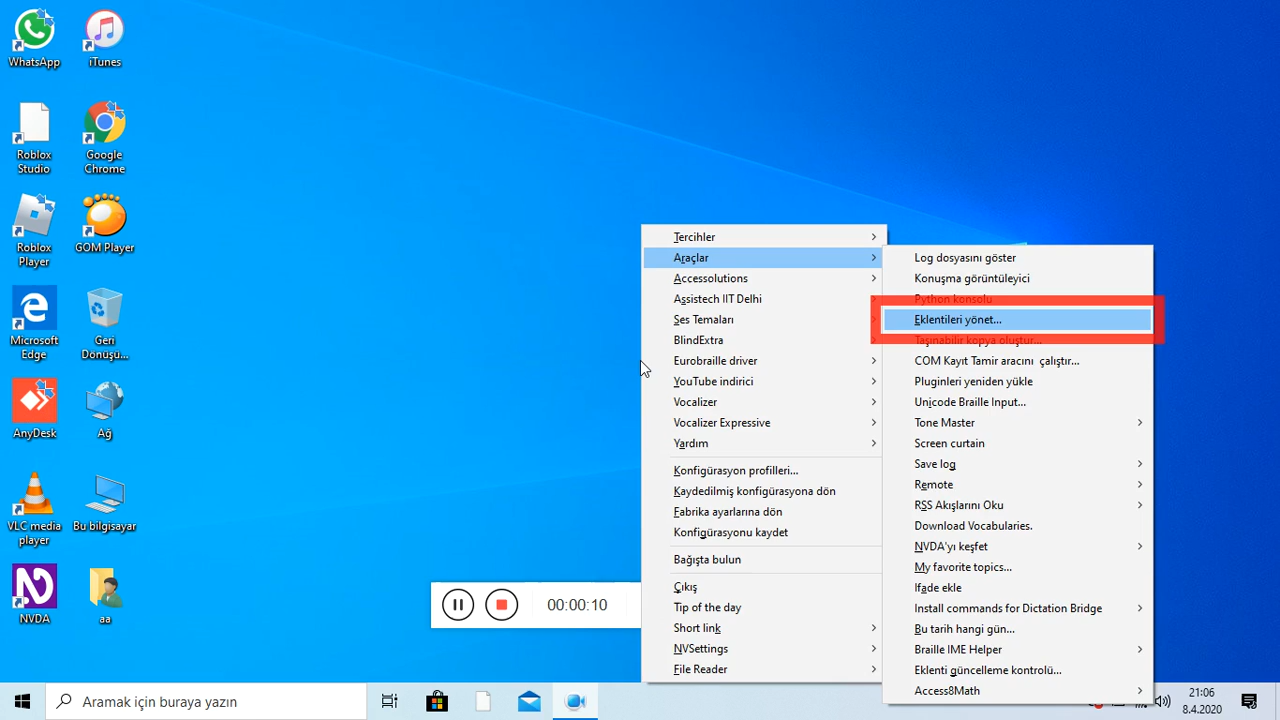 WhatsApp
iTunes
Roblox
Studio
Google
Chrome
Roblox
Player
GOM Player
Microsoft
Edge
Geri
Dönüşü...
AnyDesk
Ağ
VLC media
player
Bu bilgisayar
NVDA
aa
00:00:10
Tercihler
Araçlar
Accessolutions
Assistech IIT Delhi
Ses Temaları
BlindExtra
Eurobraille driver
YouTube indirici
Vocalizer
Vocalizer Expressive
Yardım
Konfigürasyon profilleri...
Kaydedilmiş konfigürasyona dön
Fabrika ayarlarına dön
Konfigürasyonu kaydet
Bağışta bulun
Çıkış
Tip of the day
Short link
NVSettings
File Reader
Log dosyasını göster
Konuşma görüntüleyici
Python konsolu
Eklentileri yönet...
Taşınabilir kopya oluştur...
COM Kayıt Tamir aracını çalıştır...
Pluginleri yeniden yükle
Unicode Braille Input...
Tone Master
Screen curtain
Save log
Remote
RSS Akışlarını Oku
Download Vocabularies.
NVDA'yı keşfet
My favorite topics...
İfade ekle
Install commands for Dictation Bridge
Bu tarih hangi gün...
Braille IME Helper
Eklenti güncelleme kontrolü...
Access8Math
Aramak için buraya yazın
21:06
8.4.2020